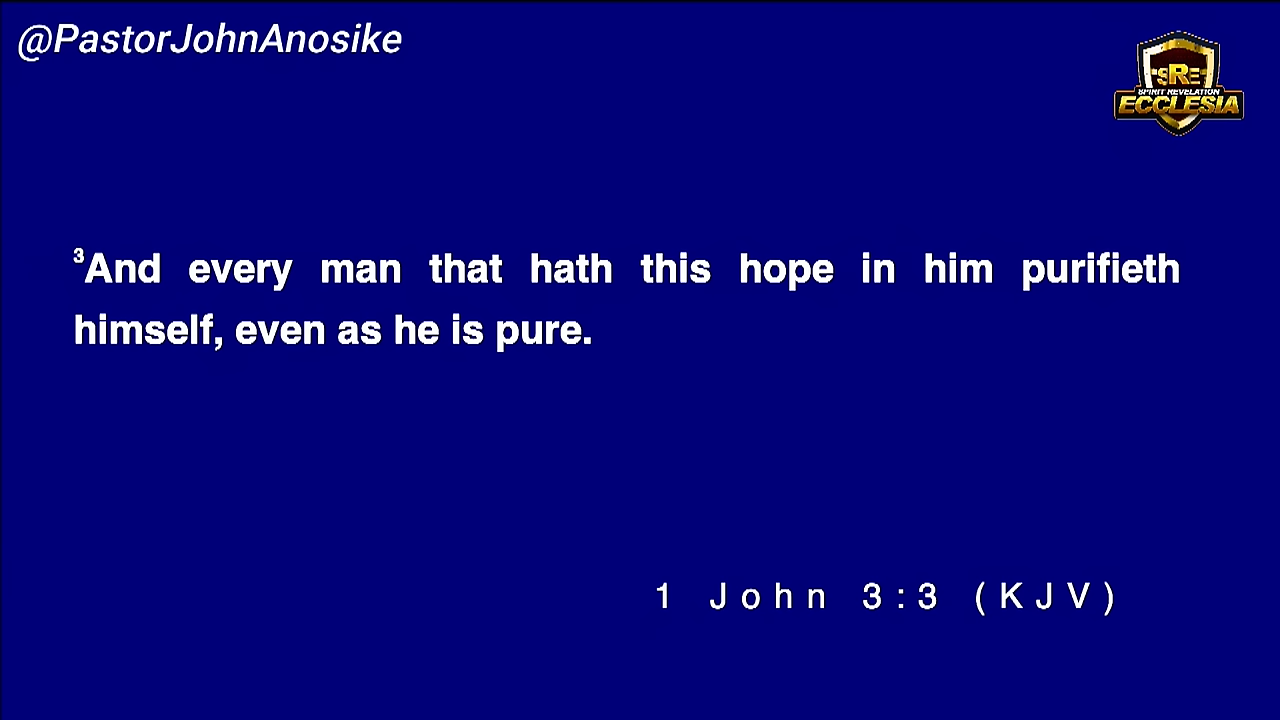 @PastorJohnAnosike
SRE
SPIRIT REVELATION
ECCLESIA
³And every man that hath this hope in him purifieth
himself, even as he is pure.
1 John 3:3 (KJV)